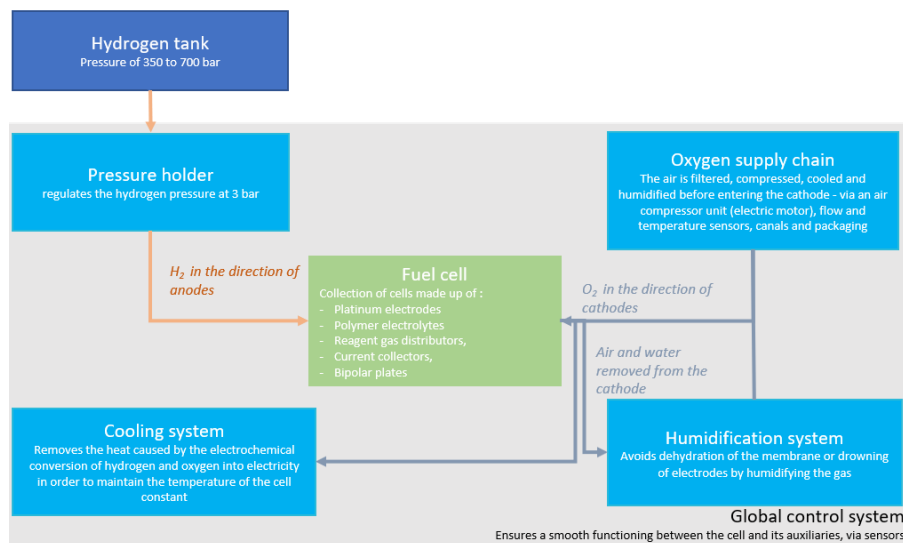 Hydrogen tank
Pressure of 350 to 700 bar
Pressure holder
regulates the hydrogen pressure at 3 bar
Oxygen supply chain
The air is filtered, compressed, cooled and
humidified before entering the cathode - via an air
compressor unit (electric motor), flow and
temperature sensors, canals and packaging
H₂ in the direction of
anodes
Fuel cell
Collection of cells made up of :
- Platinum electrodes
- Polymer electrolytes
- Reagent gas distributors,
- Current collectors,
- Bipolar plates
O₂ in the direction of
cathodes
Air and water
removed from the
cathode
Cooling system
Removes the heat caused by the electrochemical
conversion of hydrogen and oxygen into electricity
in order to maintain the temperature of the cell
constant
Humidification system
Avoids dehydration of the membrane or drowning
of electrodes by humidifying the gas
Global control system
Ensures a smooth functioning between the cell and its auxiliaries, via sensors